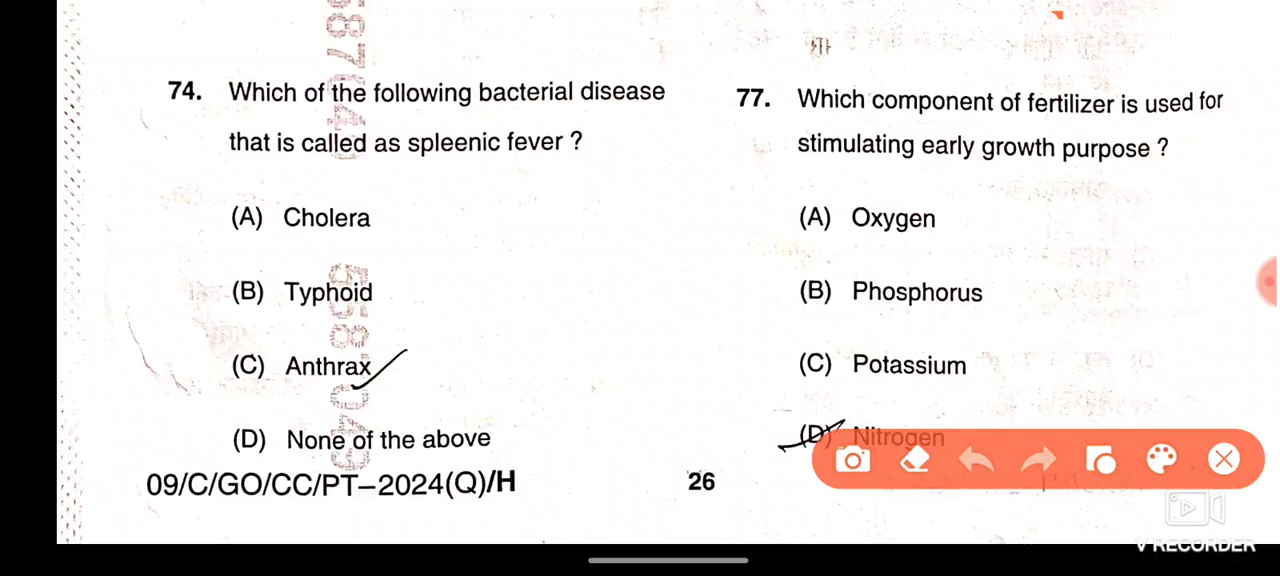 74. Which of the following bacterial disease
that is called as spleenic fever ?
(A) Cholera
(B) Typhoid
(C) Anthrax
(D) None of the above
77. Which component of fertilizer is used for
stimulating early growth purpose ?
(A) Oxygen
(B) Phosphorus
(C) Potassium
(D) Nitrogen
09/C/GO/CC/PT–2024(Q)/H
26
V RECORDER